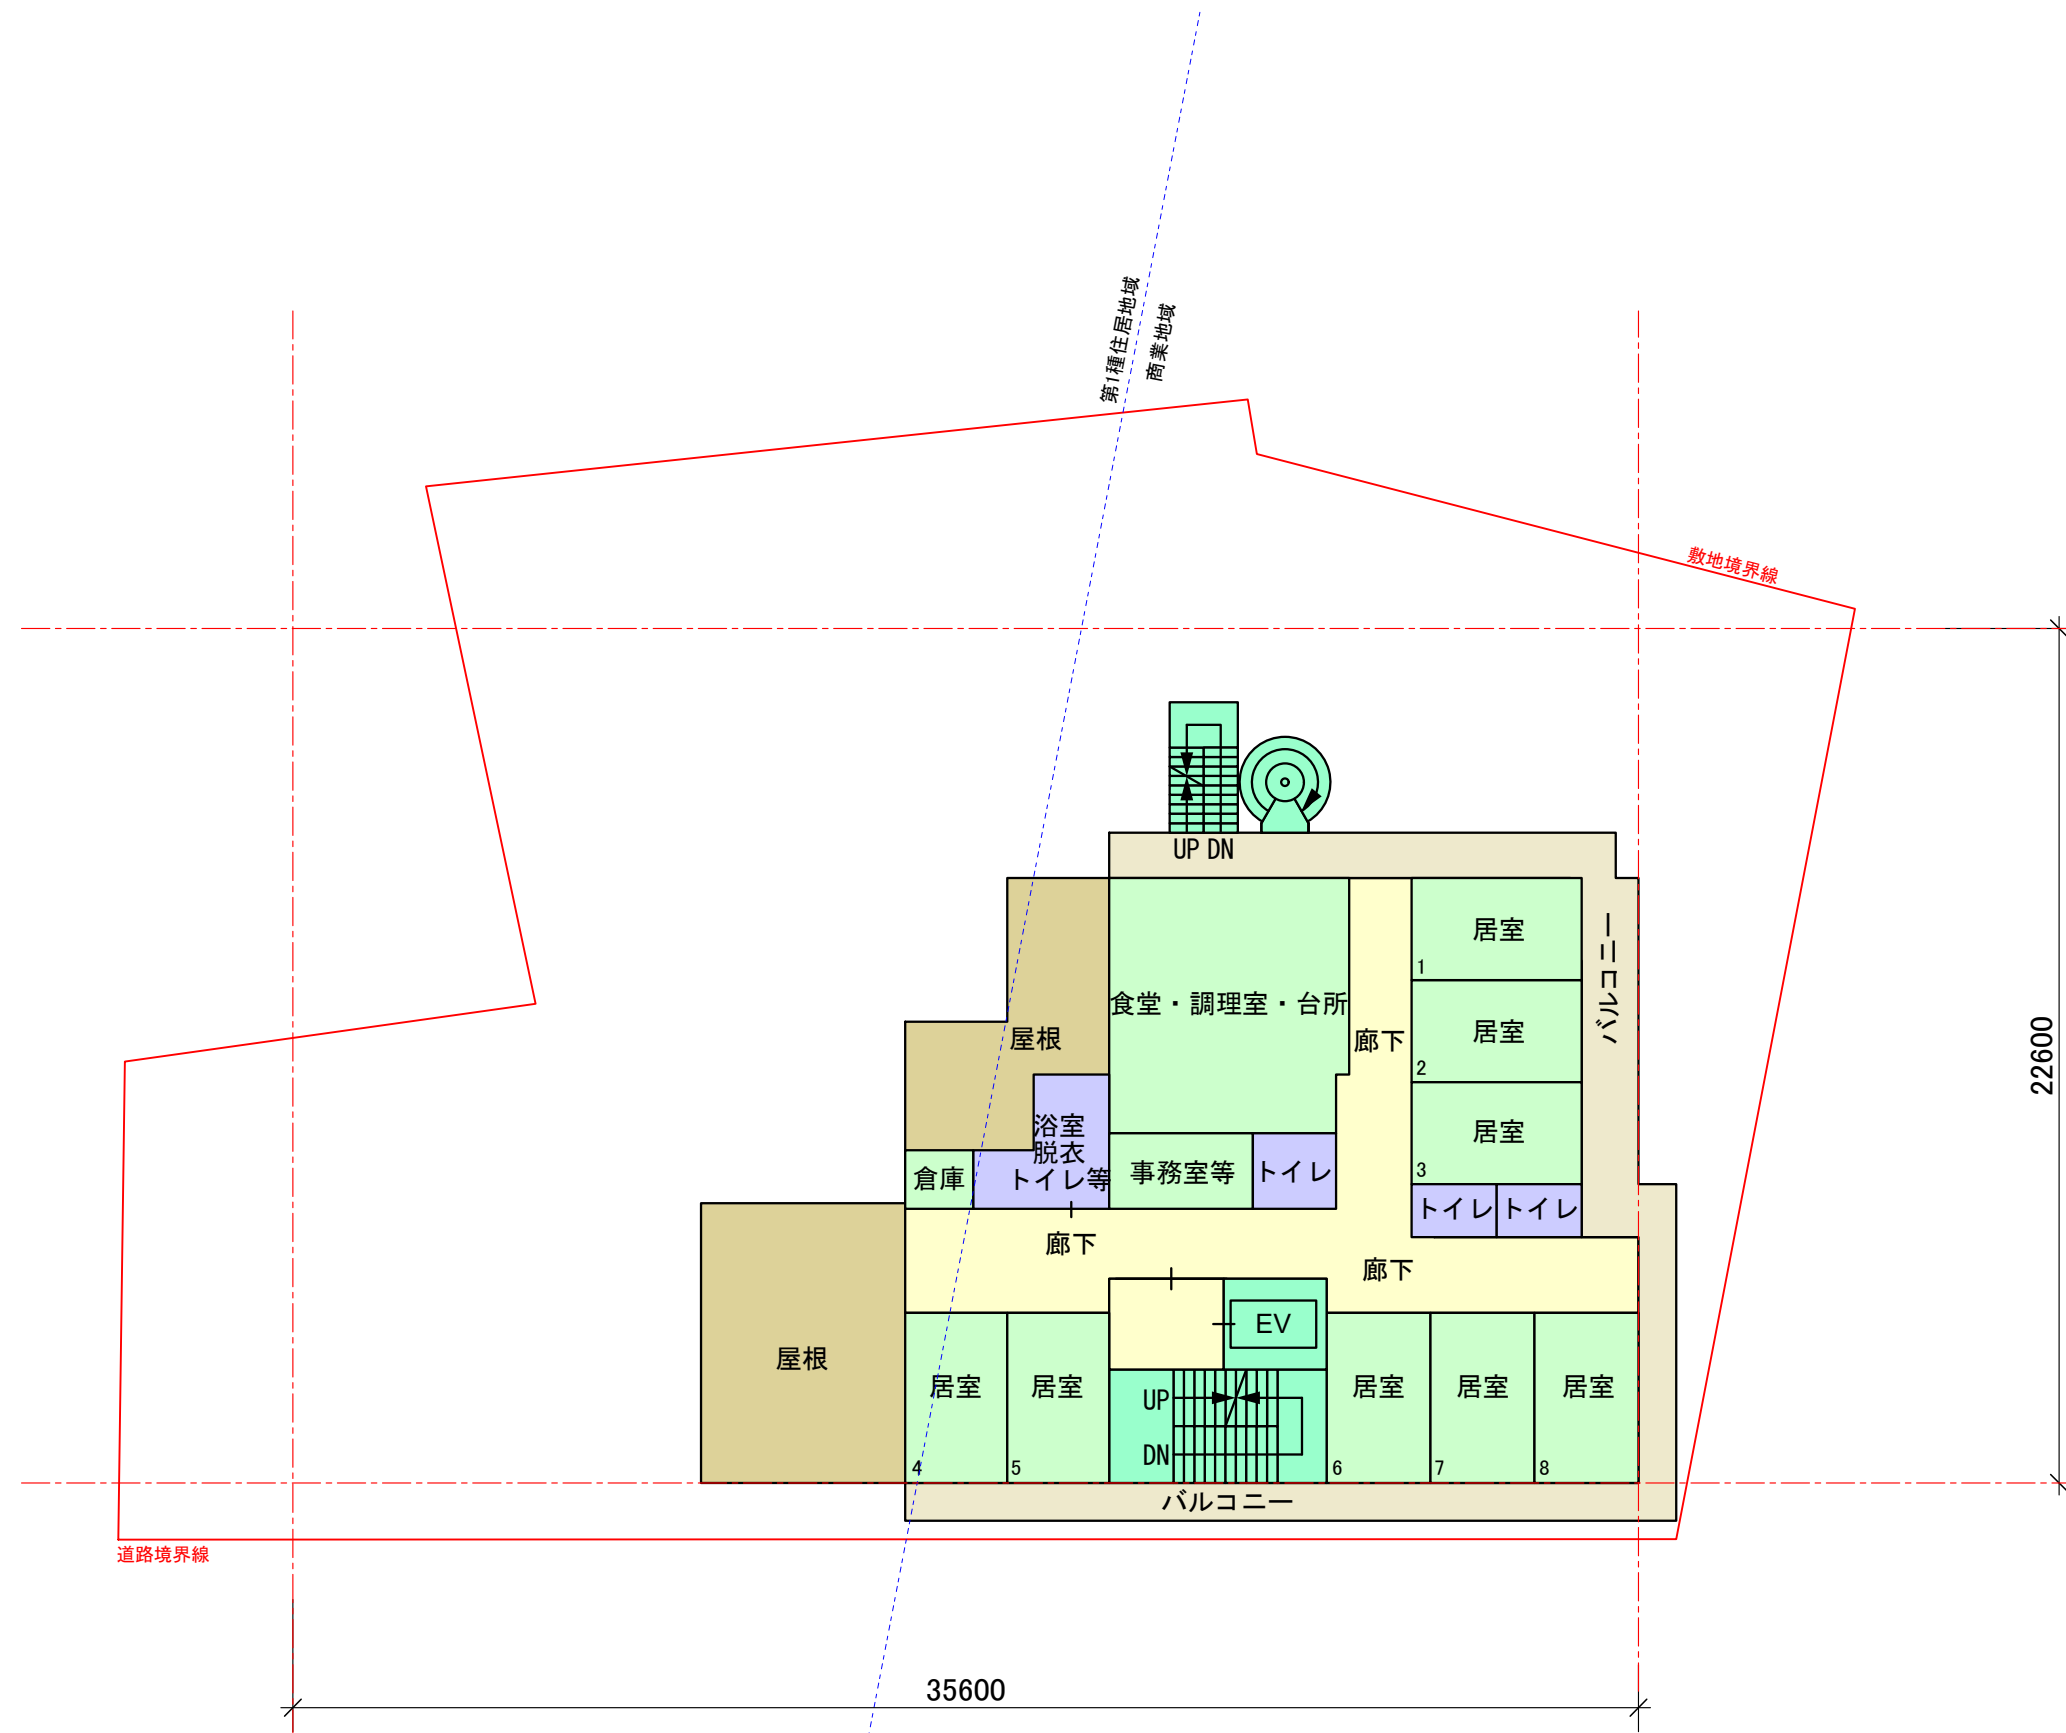 第1種住居地域
商業地域
敷地境界線
22600
UP DN
居室
1
バルコニー
食堂・調理室・台所
屋根
廊下
居室
2
浴室
脱衣
トイレ等
居室
3
倉庫
事務室等
トイレ
トイレ
トイレ
廊下
廊下
EV
屋根
居室
4
居室
5
UP
DN
居室
6
居室
7
居室
8
バルコニー
道路境界線
35600